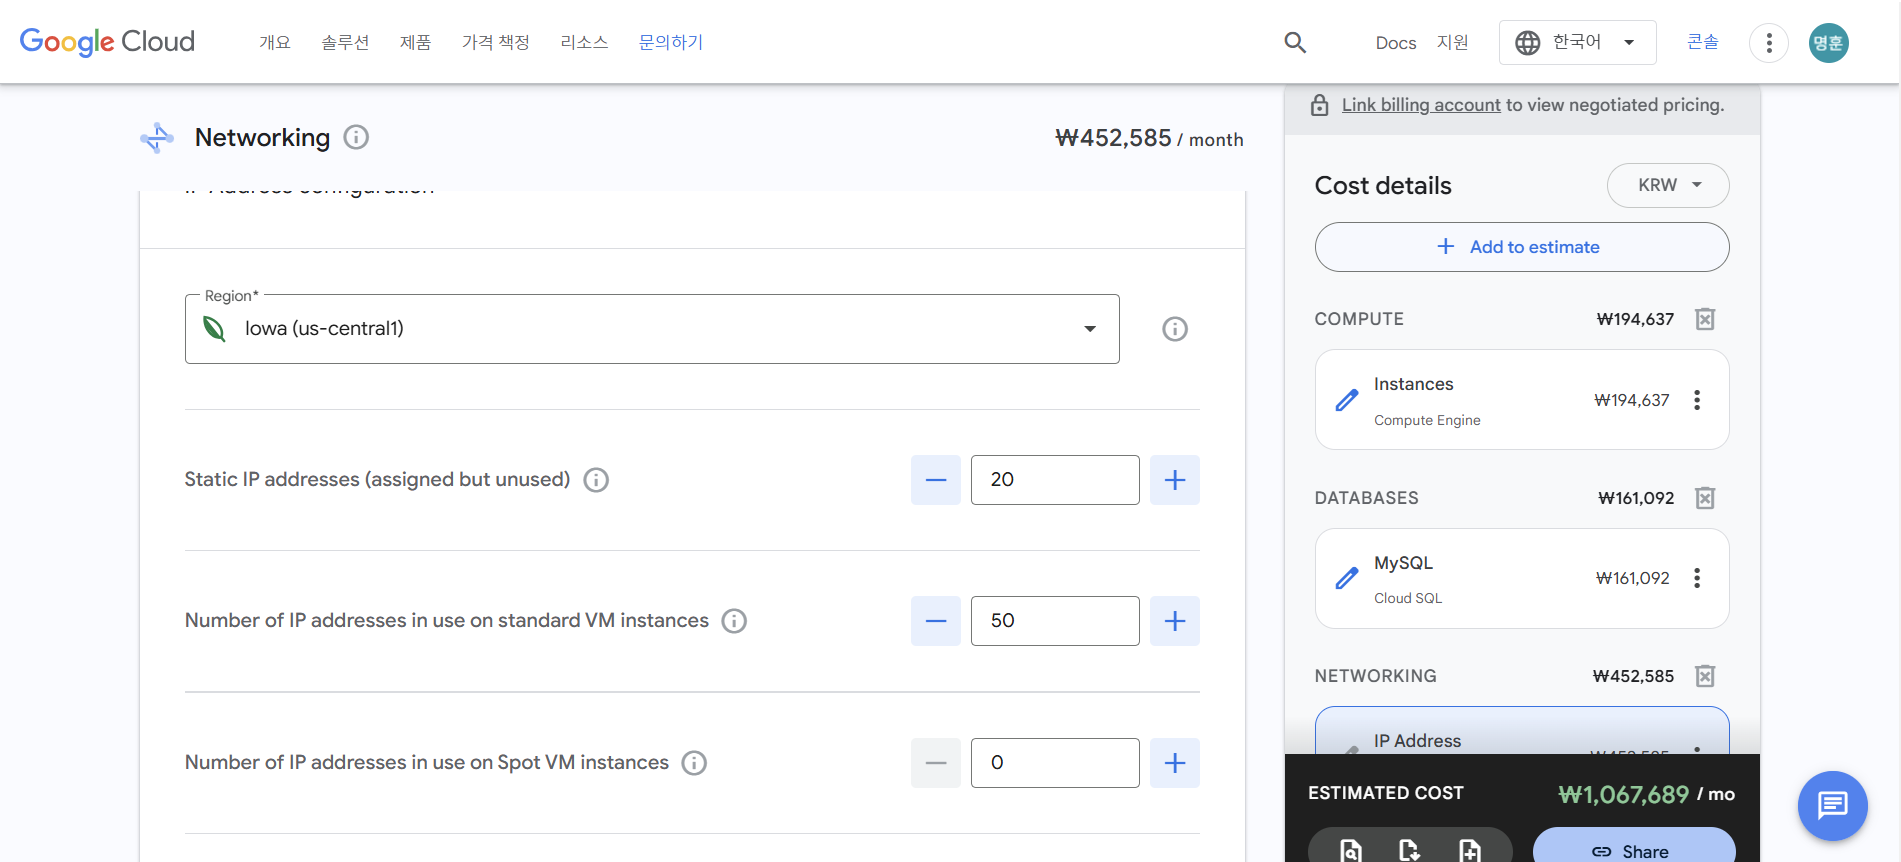 Google Cloud 개요 솔루션 제품 가격 책정 리소스 문의하기 Docs 지원 한국어 콘솔 명훈
Networking ₩452,585 / month
IP Address configuration
Region*
Iowa (us-central1)
Static IP addresses (assigned but unused) 20
Number of IP addresses in use on standard VM instances 50
Number of IP addresses in use on Spot VM instances 0
Link billing account to view negotiated pricing.
Cost details KRW
Add to estimate
COMPUTE ₩194,637
Instances ₩194,637
Compute Engine
DATABASES ₩161,092
MySQL ₩161,092
Cloud SQL
NETWORKING ₩452,585
IP Address ₩452,585
ESTIMATED COST ₩1,067,689 / mo
Share